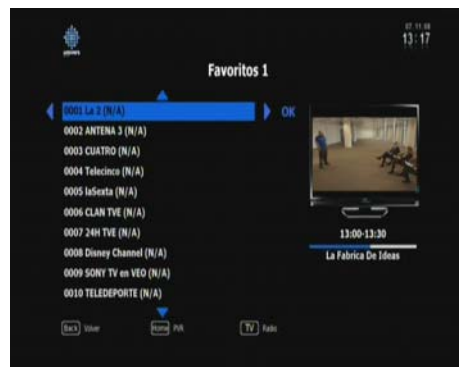 13:17
Favoritos 1
0001 La 2 (N/A)
OK
0002 ANTENA 3 (N/A)
0003 CUATRO (N/A)
0004 Telecinco (N/A)
0005 laSexta (N/A)
0006 CLAN TVE (N/A)
0007 24H TVE (N/A)
0008 Disney Channel (N/A)
0009 SONY TV en VEO (N/A)
0010 TELEDEPORTE (N/A)
13:00-13:30
La Fabrica De Ideas
Back Volver Home PVR TV Radio